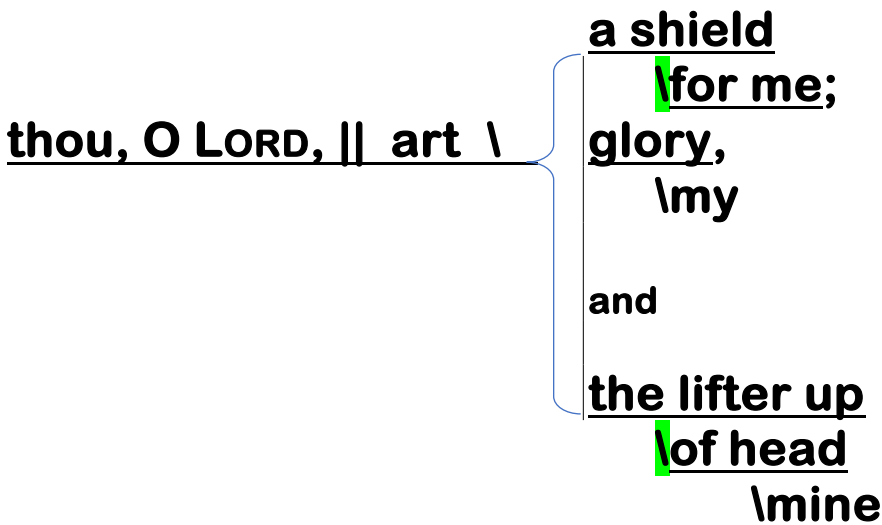 a shield
\for me;
thou, O LORD, || art \
glory,
\my
and
the lifter up
\of head
\mine